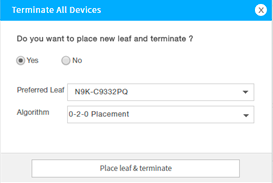 Terminate All Devices
Do you want to place new leaf and terminate ?
Yes No
Preferred Leaf N9K-C9332PQ
Algorithm 0-2-0 Placement
Place leaf & terminate